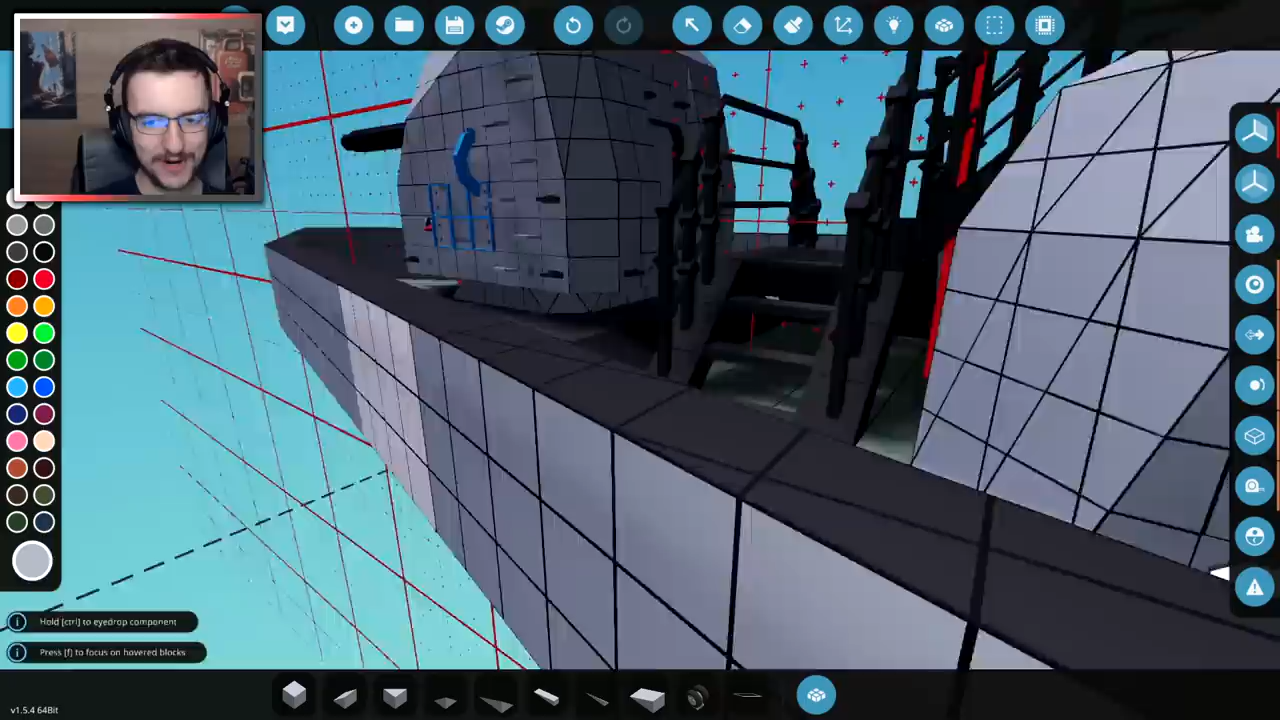 Hold [ctrl] to eyedrop component
Press [f] to focus on hovered blocks
v1.5.4 64Bit